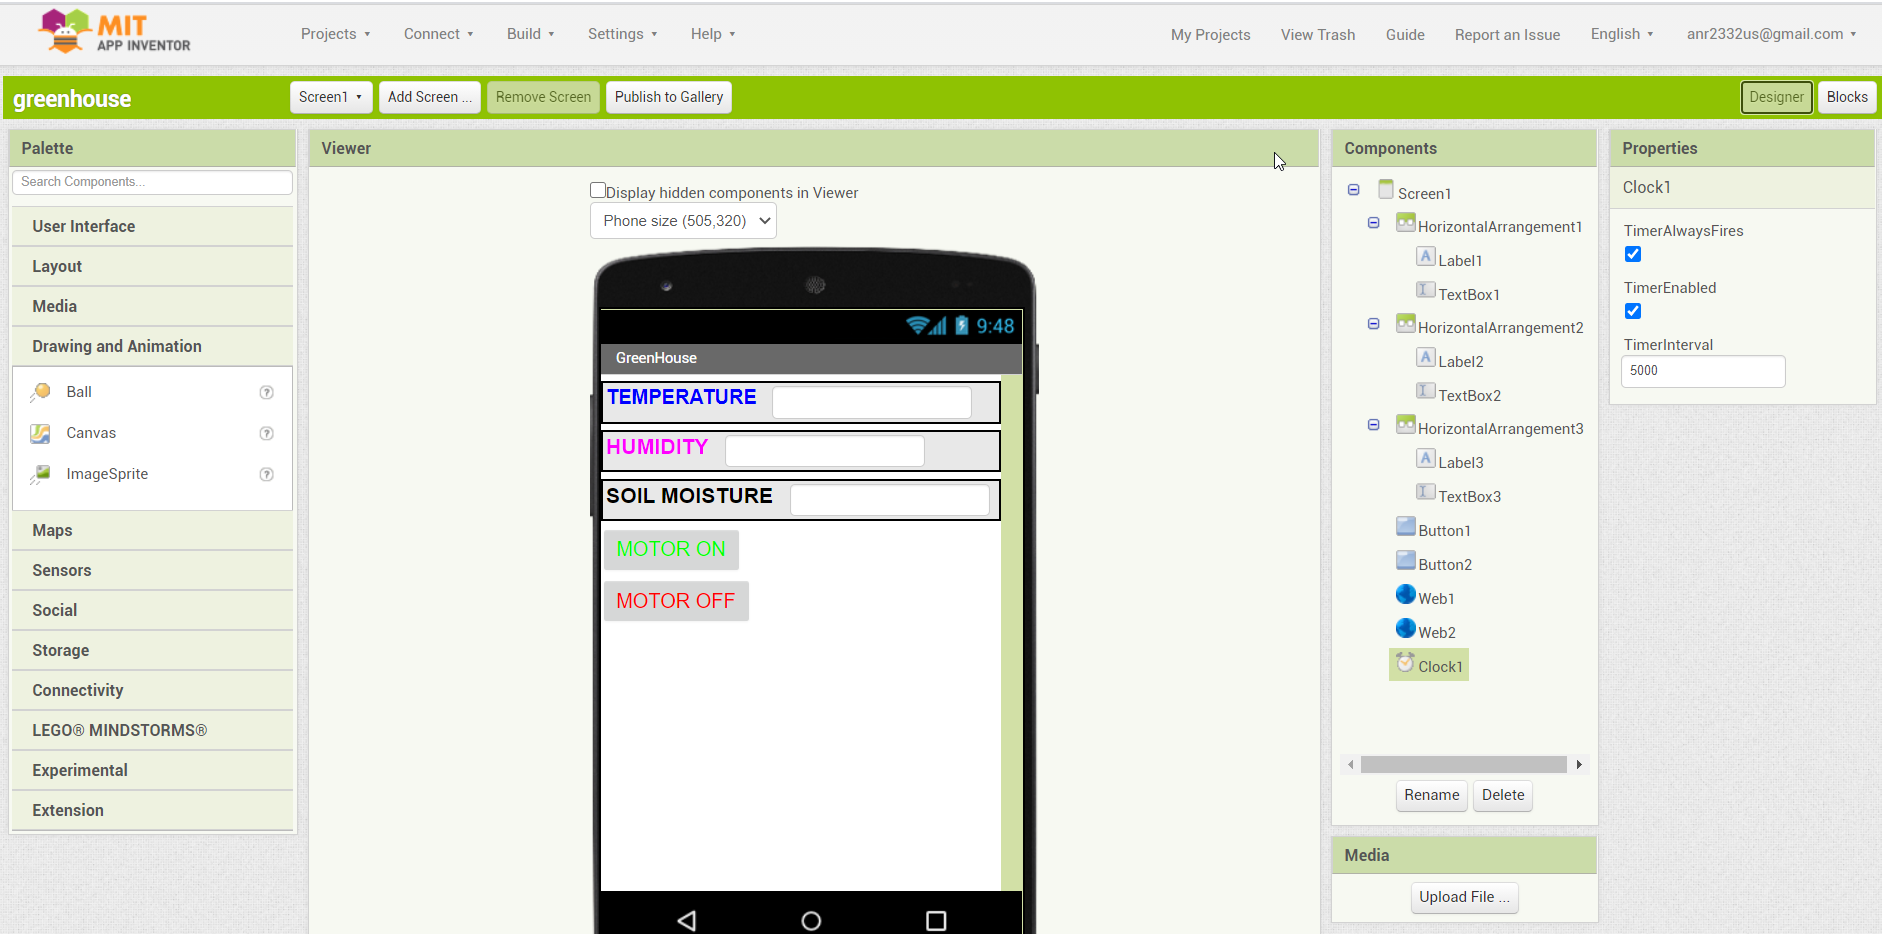 MIT
APP INVENTOR
Projects
Connect
Build
Settings
Help
My Projects
View Trash
Guide
Report an Issue
English
anr2332us@gmail.com
greenhouse
Screen1
Add Screen ...
Remove Screen
Publish to Gallery
Designer
Blocks
Palette
Search Components...
User Interface
Layout
Media
Drawing and Animation
Ball
?
Canvas
?
ImageSprite
?
Maps
Sensors
Social
Storage
Connectivity
LEGO® MINDSTORMS®
Experimental
Extension
Viewer
Display hidden components in Viewer
Phone size (505,320)
9:48
GreenHouse
TEMPERATURE
HUMIDITY
SOIL MOISTURE
MOTOR ON
MOTOR OFF
Components
Screen1
HorizontalArrangement1
A Label1
TextBox1
HorizontalArrangement2
A Label2
TextBox2
HorizontalArrangement3
A Label3
TextBox3
Button1
Button2
Web1
Web2
Clock1
Rename
Delete
Media
Upload File ...
Properties
Clock1
TimerAlwaysFires
TimerEnabled
TimerInterval
5000